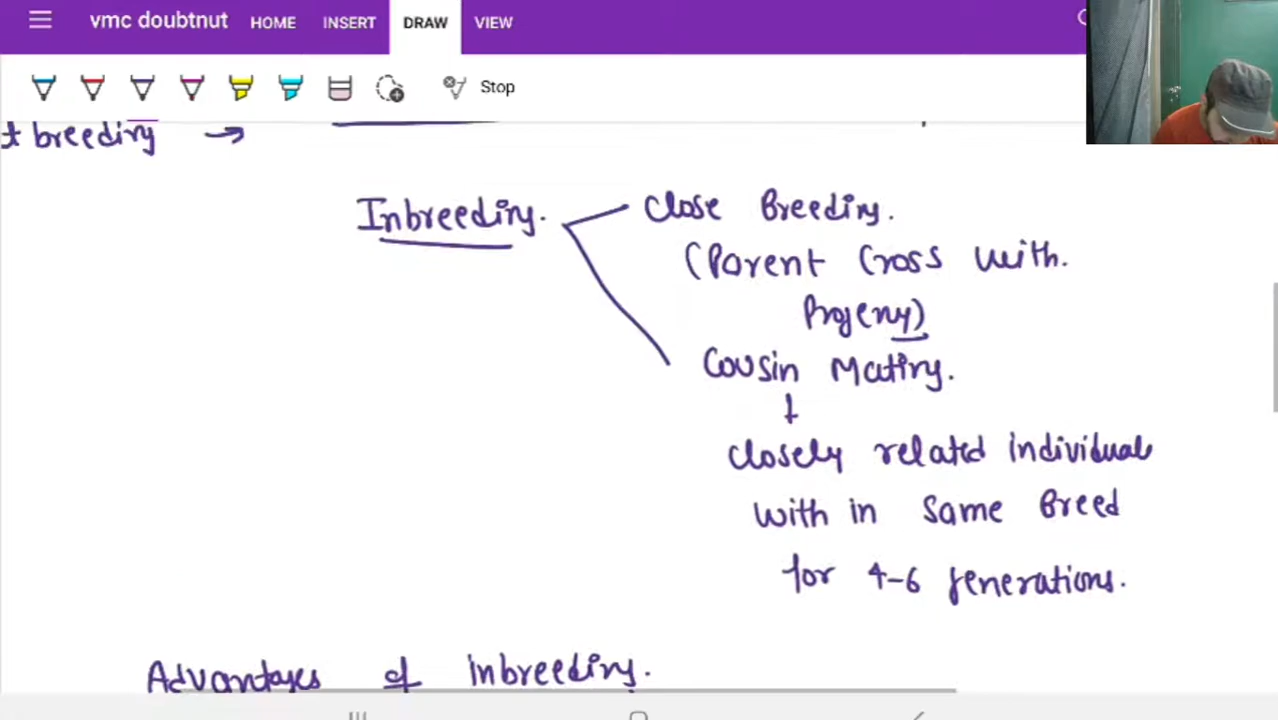 vmc doubtnut HOME INSERT DRAW VIEW
Stop
t breeding →
Inbreeding.
Close Breeding.
(Parent Cross with.
Progeny)
Cousin Mating.
closely related individual
with in Same Breed
for 4-6 generations.
Advantages of inbreeding.